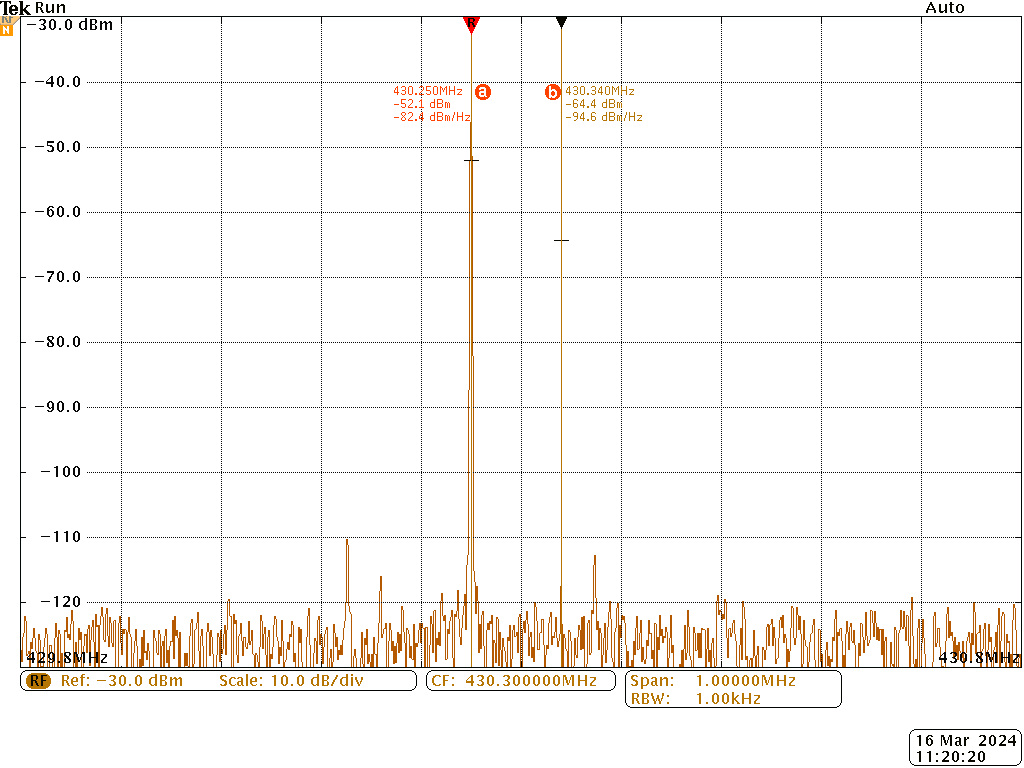 Tek Run Auto
RF
N
−30.0 dBm
R
−40.0
430.250MHz a b 430.340MHz
−52.1 dBm −64.4 dBm
−82.4 dBm/Hz −94.6 dBm/Hz
−50.0
−60.0
−70.0
−80.0
−90.0
−100
−110
−120
429.8MHz 430.8MHz
RF Ref: −30.0 dBm Scale: 10.0 dB/div CF: 430.300000MHz Span: 1.00000MHz
RBW: 1.00kHz
16 Mar 2024
11:20:20